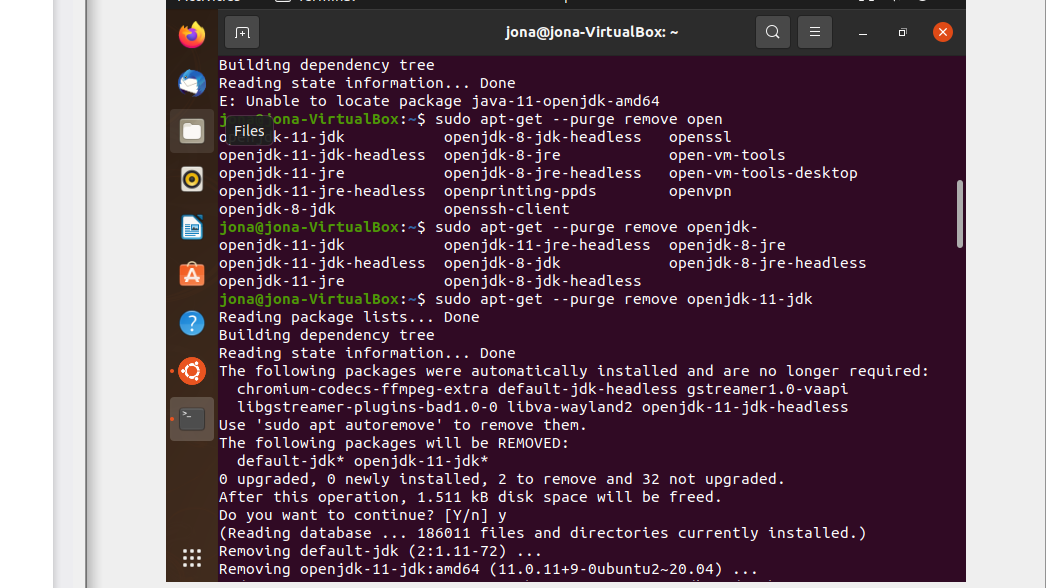 jona@jona-VirtualBox: ~
Building dependency tree
Reading state information... Done
E: Unable to locate package java-11-openjdk-amd64
jona@jona-VirtualBox:~$ sudo apt-get --purge remove open
Files
openjdk-11-jdk openjdk-8-jdk-headless openssl
openjdk-11-jdk-headless openjdk-8-jre open-vm-tools
openjdk-11-jre openjdk-8-jre-headless open-vm-tools-desktop
openjdk-11-jre-headless openprinting-ppds openvpn
openjdk-8-jdk openssh-client
jona@jona-VirtualBox:~$ sudo apt-get --purge remove openjdk-
openjdk-11-jdk openjdk-11-jre-headless openjdk-8-jre
openjdk-11-jdk-headless openjdk-8-jdk openjdk-8-jre-headless
openjdk-11-jre openjdk-8-jdk-headless
jona@jona-VirtualBox:~$ sudo apt-get --purge remove openjdk-11-jdk
Reading package lists... Done
Building dependency tree
Reading state information... Done
The following packages were automatically installed and are no longer required:
chromium-codecs-ffmpeg-extra default-jdk-headless gstreamer1.0-vaapi
libgstreamer-plugins-bad1.0-0 libva-wayland2 openjdk-11-jdk-headless
Use 'sudo apt autoremove' to remove them.
The following packages will be REMOVED:
default-jdk* openjdk-11-jdk*
0 upgraded, 0 newly installed, 2 to remove and 32 not upgraded.
After this operation, 1.511 kB disk space will be freed.
Do you want to continue? [Y/n] y
(Reading database ... 186011 files and directories currently installed.)
Removing default-jdk (2:1.11-72) ...
Removing openjdk-11-jdk:amd64 (11.0.11+9-0ubuntu2~20.04) ...